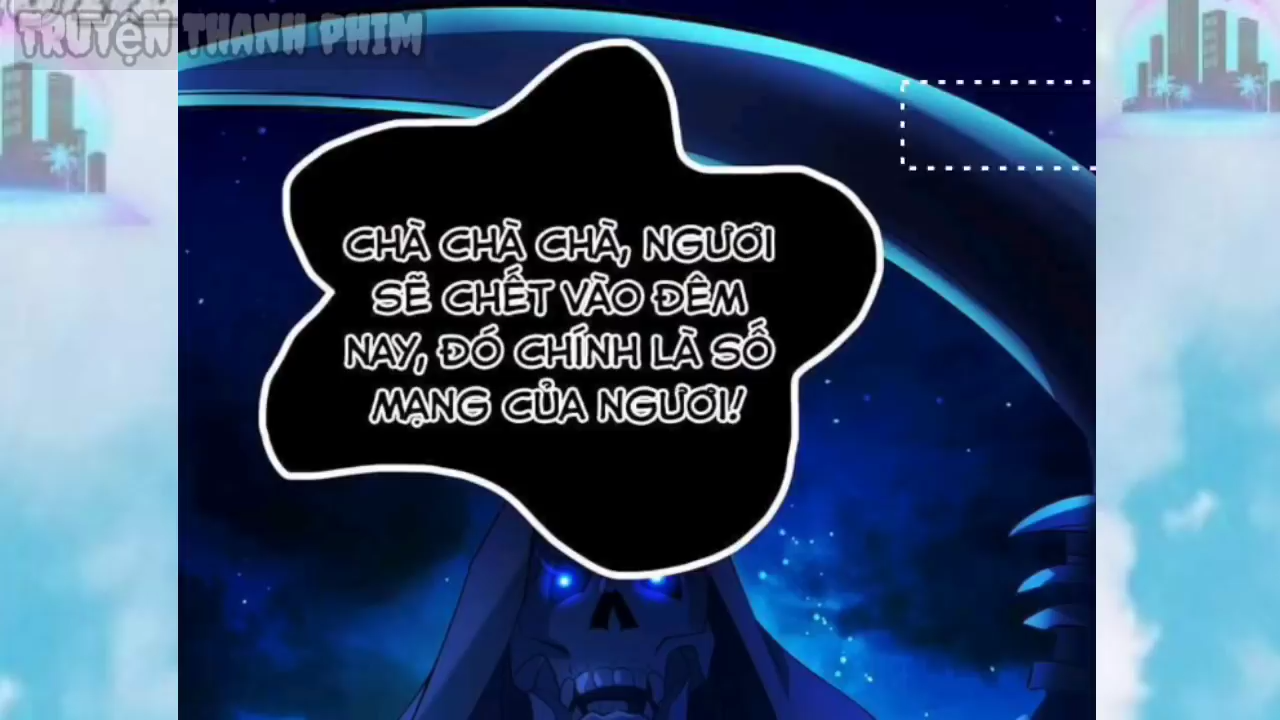 TRUYỆN THANH PHIM
CHÀ CHÀ CHÀ, NGƯƠI
SẼ CHẾT VÀO ĐÊM
NAY, ĐÓ CHÍNH LÀ SỐ
MẠNG CỦA NGƯƠI!